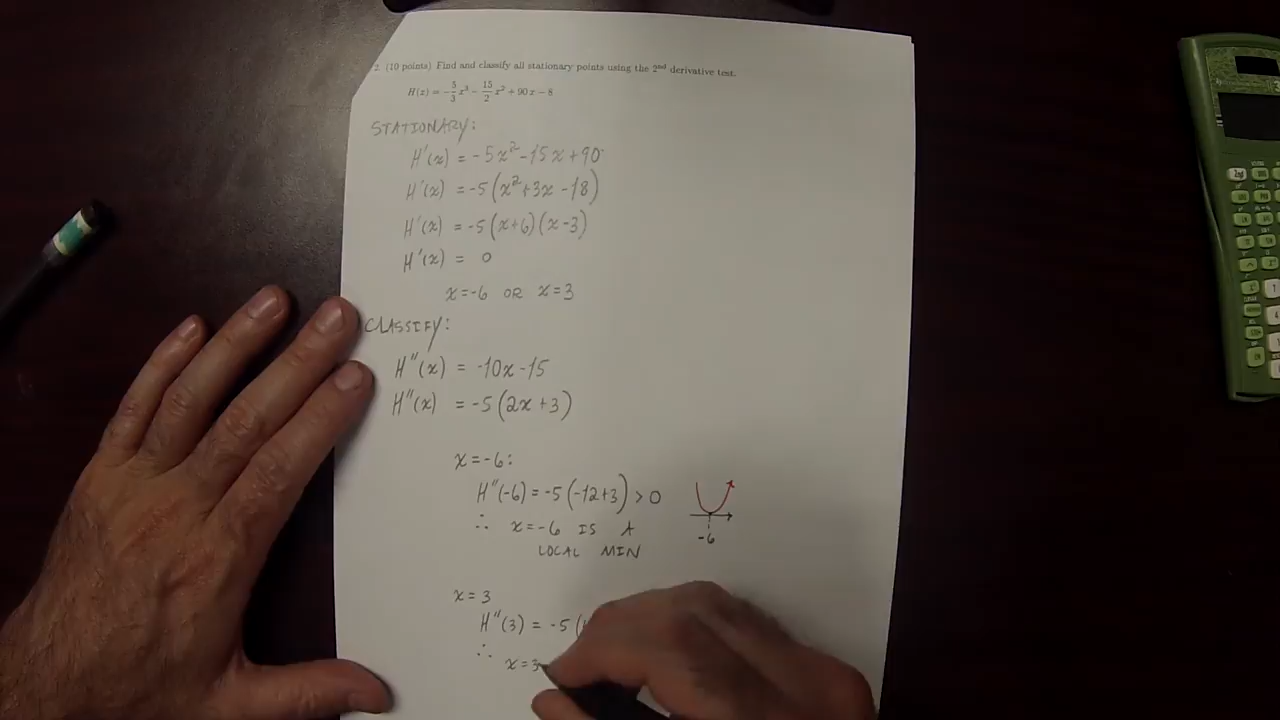 2. (10 points) Find and classify all stationary points using the 2nd derivative test.
H(x) = -5/3 x³ - 15/2 x² + 90x - 8
STATIONARY:
H'(x) = -5x² - 15x + 90
H'(x) = -5(x² + 3x - 18)
H'(x) = -5(x+6)(x-3)
H'(x) = 0
x = -6 OR x = 3
CLASSIFY:
H''(x) = -10x - 15
H''(x) = -5(2x + 3)
x = -6:
H''(-6) = -5(-12+3) > 0
∴ x = -6 IS A
LOCAL MIN
-6
x = 3
H''(3) = -5(
∴ x = 3
2nd